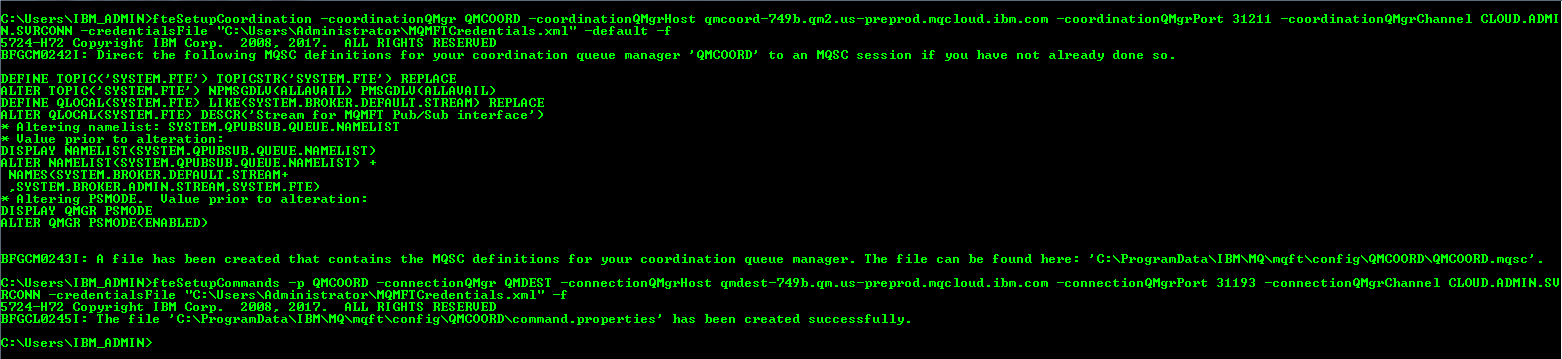 C:\Users\IBM_ADMIN>fteSetupCoordination -coordinationQMgr QMCOORD -coordinationQMgrHost qmcoord-749b.qm2.us-preprod.mqcloud.ibm.com -coordinationQMgrPort 31211 -coordinationQMgrChannel CLOUD.ADMI
N.SVRCONN -credentialsFile "C:\Users\Administrator\MQMFTCredentials.xml" -default -f
5724-H72 Copyright IBM Corp.  2008, 2017.  ALL RIGHTS RESERVED
BFGCM0242I: Direct the following MQSC definitions for your coordination queue manager 'QMCOORD' to an MQSC session if you have not already done so.
DEFINE TOPIC('SYSTEM.FTE') TOPICSTR('SYSTEM.FTE') REPLACE
ALTER TOPIC('SYSTEM.FTE') NPMSGDLV(ALLAVAIL) PMSGDLV(ALLAVAIL)
DEFINE QLOCAL(SYSTEM.FTE) LIKE(SYSTEM.BROKER.DEFAULT.STREAM) REPLACE
ALTER QLOCAL(SYSTEM.FTE) DESCR('Stream for MQMFT Pub/Sub interface')
* Altering namelist: SYSTEM.QPUBSUB.QUEUE.NAMELIST
* Value prior to alteration:
DISPLAY NAMELIST(SYSTEM.QPUBSUB.QUEUE.NAMELIST)
ALTER NAMELIST(SYSTEM.QPUBSUB.QUEUE.NAMELIST) +
 NAMES(SYSTEM.BROKER.DEFAULT.STREAM+
 ,SYSTEM.BROKER.ADMIN.STREAM,SYSTEM.FTE)
* Altering PSMODE.  Value prior to alteration:
DISPLAY QMGR PSMODE
ALTER QMGR PSMODE(ENABLED)
BFGCM0243I: A file has been created that contains the MQSC definitions for your coordination queue manager. The file can be found here: 'C:\ProgramData\IBM\MQ\mqft\config\QMCOORD\QMCOORD.mqsc'.
C:\Users\IBM_ADMIN>fteSetupCommands -p QMCOORD -connectionQMgr QMDEST -connectionQMgrHost qmdest-749b.qm.us-preprod.mqcloud.ibm.com -connectionQMgrPort 31193 -connectionQMgrChannel CLOUD.ADMIN.SV
RCONN -credentialsFile "C:\Users\Administrator\MQMFTCredentials.xml" -f
5724-H72 Copyright IBM Corp.  2008, 2017.  ALL RIGHTS RESERVED
BFGCL0245I: The file 'C:\ProgramData\IBM\MQ\mqft\config\QMCOORD\command.properties' has been created successfully.
C:\Users\IBM_ADMIN>